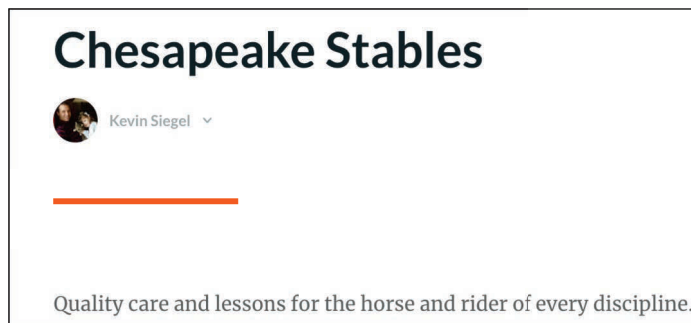 Chesapeake Stables
Kevin Siegel
Quality care and lessons for the horse and rider of every discipline.